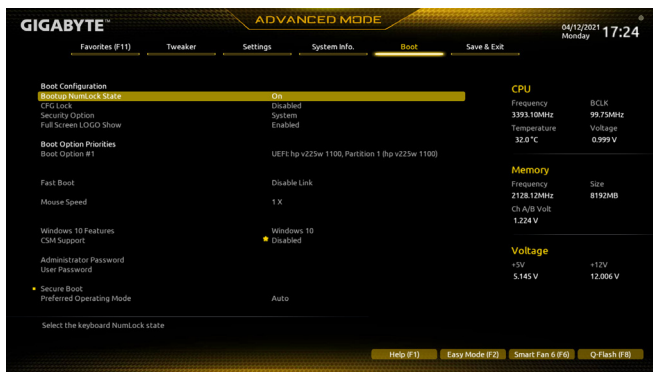 GIGABYTE™
ADVANCED MODE
04/12/2021 Monday 17:24
Favorites (F11) Tweaker Settings System Info. Boot Save & Exit
Boot Configuration
Bootup NumLock State On
CFG Lock Disabled
Security Option System
Full Screen LOGO Show Enabled
Boot Option Priorities
Boot Option #1 UEFI: hp v225w 1100, Partition 1 (hp v225w 1100)
Fast Boot Disable Link
Mouse Speed 1 X
Windows 10 Features Windows 10
CSM Support Disabled
Administrator Password
User Password
Secure Boot
Preferred Operating Mode Auto
Select the keyboard NumLock state
CPU
Frequency BCLK
3393.10MHz 99.75MHz
Temperature Voltage
32.0 °C 0.999 V
Memory
Frequency Size
2128.12MHz 8192MB
Ch A/B Volt
1.224 V
Voltage
+5V +12V
5.145 V 12.006 V
Help (F1) Easy Mode (F2) Smart Fan 6 (F6) Q-Flash (F8)